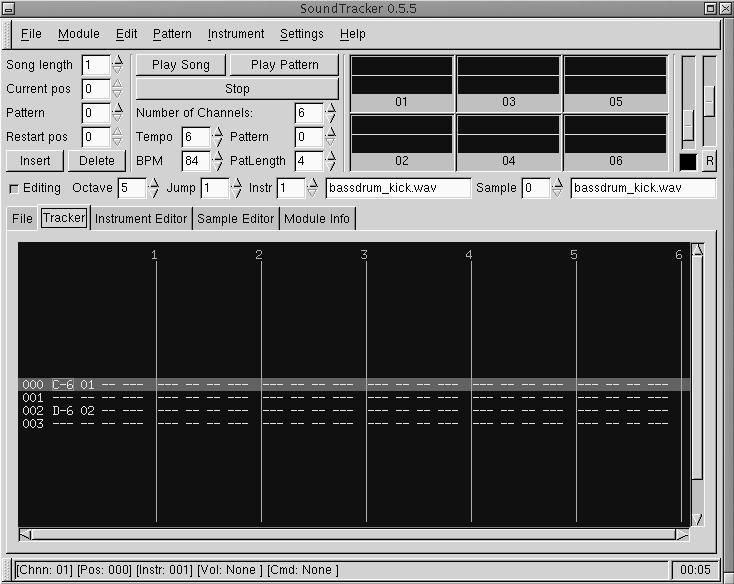 SoundTracker 0.5.5
File Module Edit Pattern Instrument Settings Help
Song length 1 Play Song Play Pattern
Current pos 0 Stop
Pattern 0 Number of Channels: 6
Restart pos 0 Tempo 6 Pattern 0
Insert Delete BPM 84 PatLength 4
01 03 05
02 04 06 R
Editing Octave 5 Jump 1 Instr 1 bassdrum_kick.wav Sample 0 bassdrum_kick.wav
File Tracker Instrument Editor Sample Editor Module Info
1 2 3 4 5 6
000 C-6 01 -- --- --- -- -- --- --- -- -- --- --- -- -- --- --- -- -- --- --- -- -- ---
001 --- -- -- --- --- -- -- --- --- -- -- --- --- -- -- --- --- -- -- --- --- -- -- ---
002 D-6 02 -- --- --- -- -- --- --- -- -- --- --- -- -- --- --- -- -- --- --- -- -- ---
003 --- -- -- --- --- -- -- --- --- -- -- --- --- -- -- --- --- -- -- --- --- -- -- ---
[Chnn: 01] [Pos: 000] [Instr: 001] [Vol: None ] [Cmd: None ] 00:05